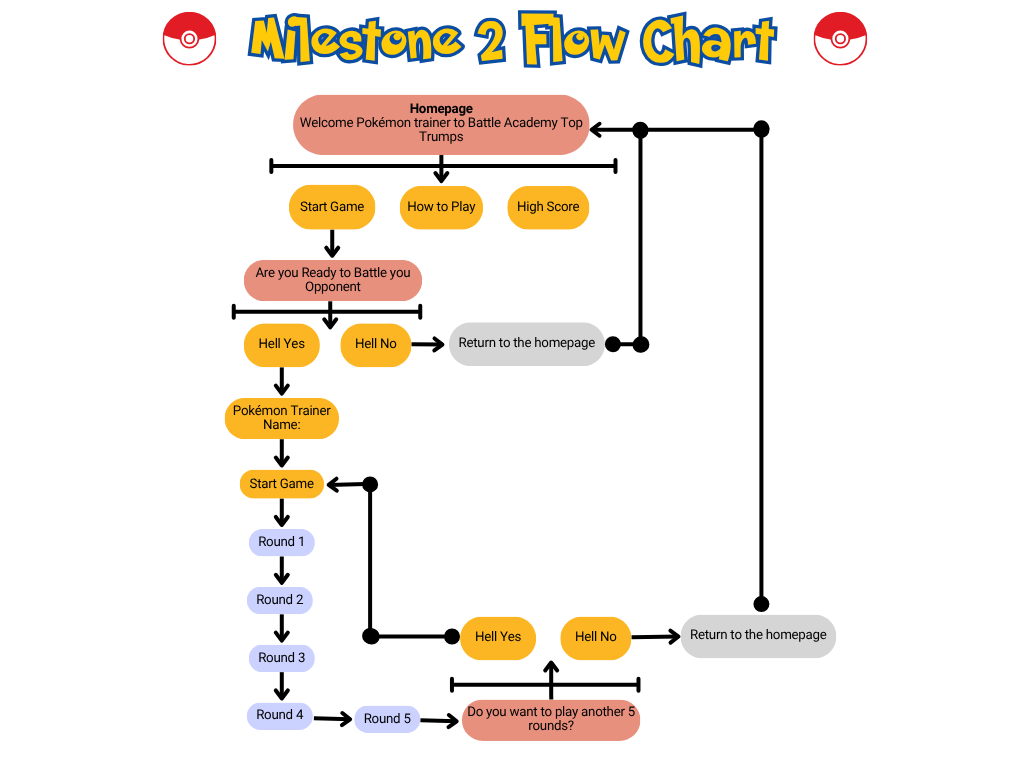 Milestone 2 Flow Chart
Homepage
Welcome Pokémon trainer to Battle Academy Top
Trumps
Start Game
How to Play
High Score
Are you Ready to Battle you
Opponent
Hell Yes
Hell No
Return to the homepage
Pokémon Trainer
Name:
Start Game
Round 1
Round 2
Round 3
Round 4
Round 5
Do you want to play another 5
rounds?
Hell Yes
Hell No
Return to the homepage